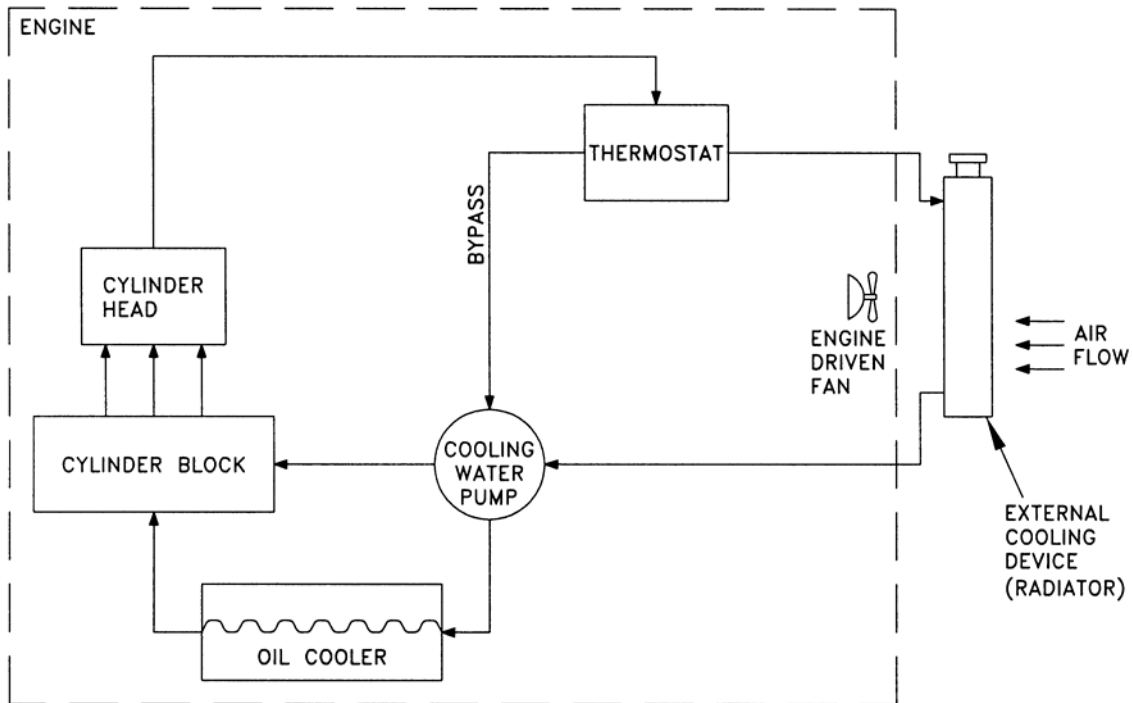 ENGINE
THERMOSTAT
BYPASS
CYLINDER
HEAD
ENGINE
DRIVEN
FAN
AIR
FLOW
CYLINDER BLOCK
COOLING
WATER
PUMP
EXTERNAL
COOLING
DEVICE
(RADIATOR)
OIL COOLER